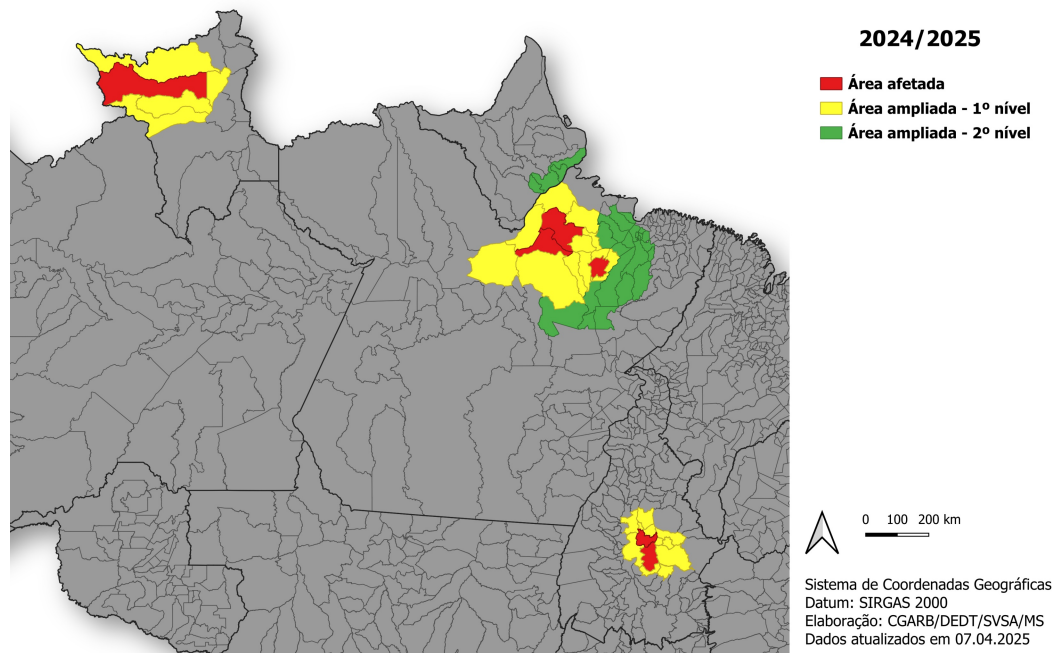 2024/2025
Área afetada
Área ampliada - 1º nível
Área ampliada - 2º nível
0 100 200 km
Sistema de Coordenadas Geográficas
Datum: SIRGAS 2000
Elaboração: CGARB/DEDT/SVSA/MS
Dados atualizados em 07.04.2025